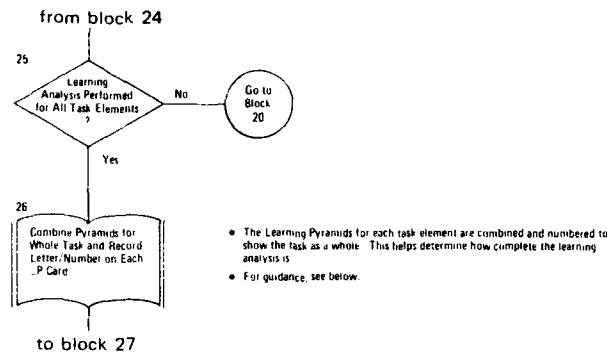 from block 24
25
Learning
Analysis Performed
for All Task Elements
?
No
Go to
Block
20
Yes
26
Combine Pyramids for
Whole Task and Record
Letter/Number on Each
LP Card
• The Learning Pyramids for each task element are combined and numbered to
show the task as a whole This helps determine how complete the learning
analysis is
• For guidance, see below.
to block 27